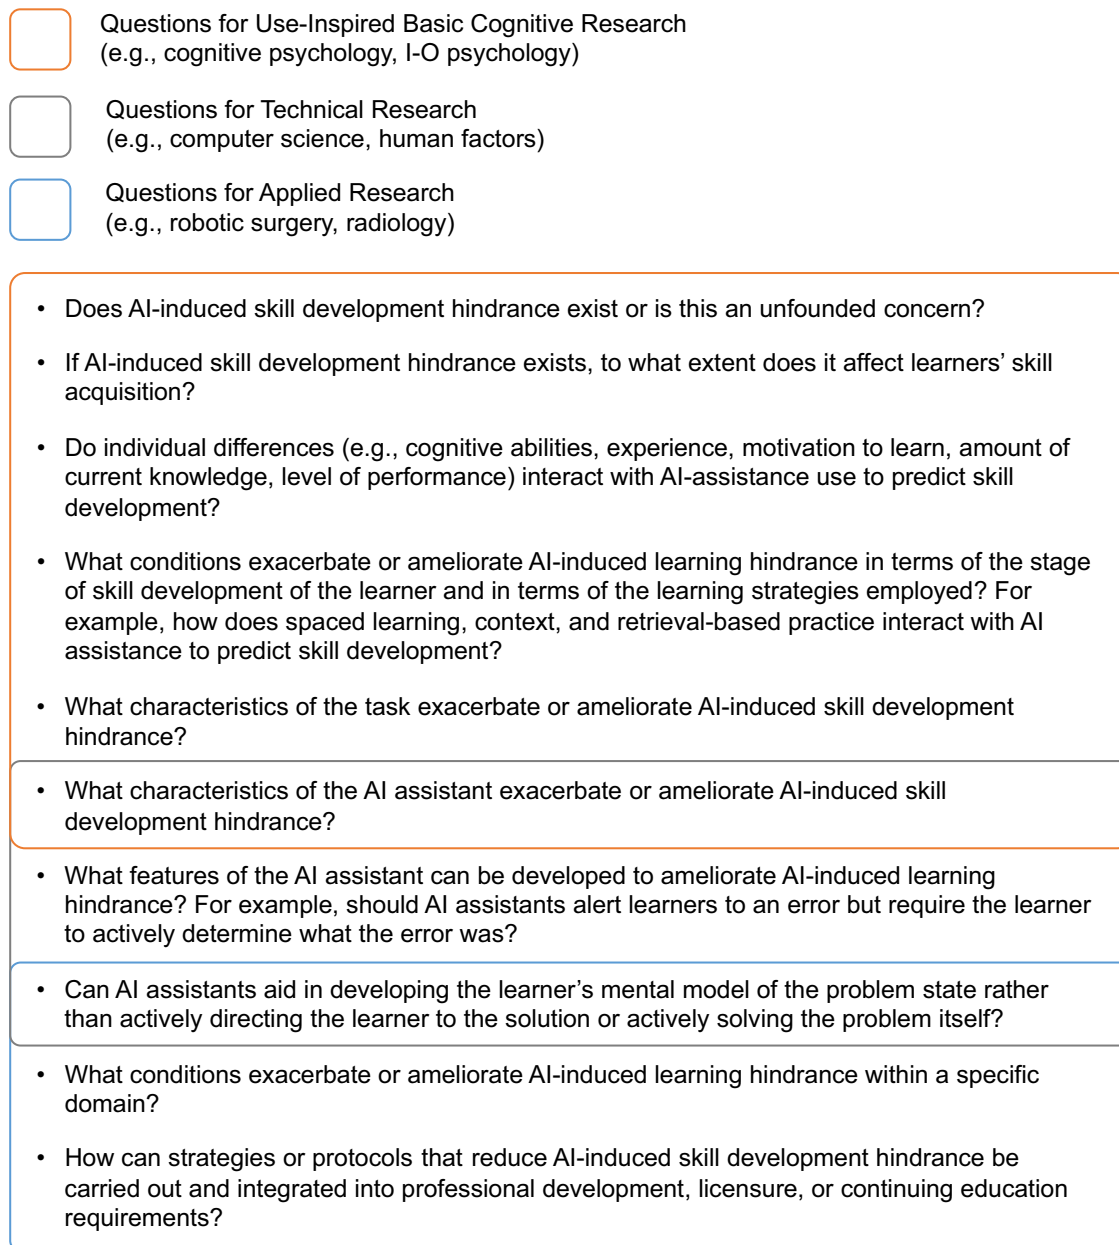 Questions for Use-Inspired Basic Cognitive Research
(e.g., cognitive psychology, I-O psychology)
Questions for Technical Research
(e.g., computer science, human factors)
Questions for Applied Research
(e.g., robotic surgery, radiology)
• Does AI-induced skill development hindrance exist or is this an unfounded concern?
• If AI-induced skill development hindrance exists, to what extent does it affect learners’ skill
acquisition?
• Do individual differences (e.g., cognitive abilities, experience, motivation to learn, amount of
current knowledge, level of performance) interact with AI-assistance use to predict skill
development?
• What conditions exacerbate or ameliorate AI-induced learning hindrance in terms of the stage
of skill development of the learner and in terms of the learning strategies employed? For
example, how does spaced learning, context, and retrieval-based practice interact with AI
assistance to predict skill development?
• What characteristics of the task exacerbate or ameliorate AI-induced skill development
hindrance?
• What characteristics of the AI assistant exacerbate or ameliorate AI-induced skill
development hindrance?
• What features of the AI assistant can be developed to ameliorate AI-induced learning
hindrance? For example, should AI assistants alert learners to an error but require the learner
to actively determine what the error was?
• Can AI assistants aid in developing the learner’s mental model of the problem state rather
than actively directing the learner to the solution or actively solving the problem itself?
• What conditions exacerbate or ameliorate AI-induced learning hindrance within a specific
domain?
• How can strategies or protocols that reduce AI-induced skill development hindrance be
carried out and integrated into professional development, licensure, or continuing education
requirements?